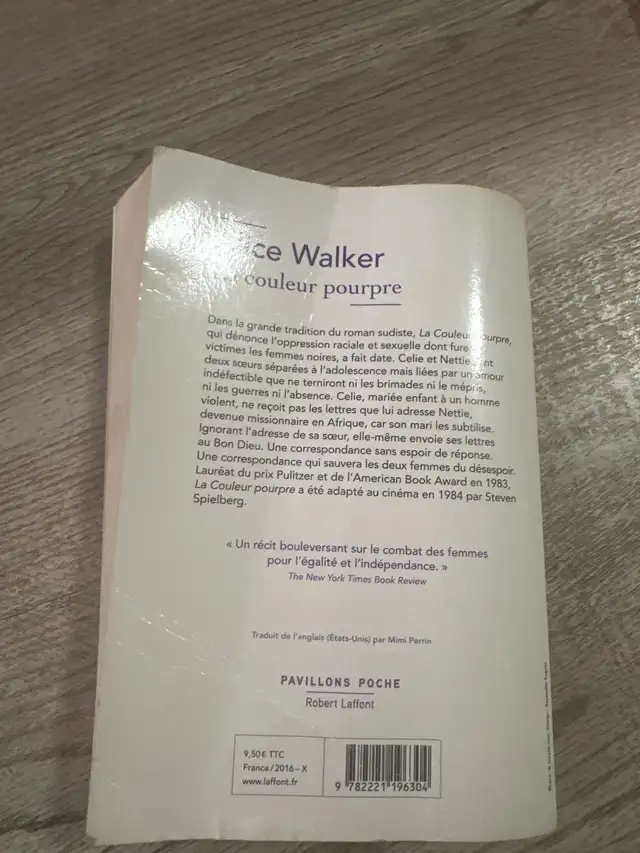 ce Walker
couleur pourpre
Dans la grande tradition du roman sudiste, La Couleur pourpre,
qui dénonce l'oppression raciale et sexuelle dont furent
victimes les femmes noires, a fait date. Celie et Nettie sont
deux sœurs séparées à l'adolescence mais liées par un amour
indéfectible que ne terniront ni les brimades ni le mépris,
ni les guerres ni l'absence. Celie, mariée enfant à un homme
violent, ne reçoit pas les lettres que lui adresse Nettie,
devenue missionnaire en Afrique, car son mari les subtilise.
Ignorant l'adresse de sa sœur, elle-même envoie ses lettres
au Bon Dieu. Une correspondance sans espoir de réponse.
Une correspondance qui sauvera les deux femmes du désespoir.
Lauréat du prix Pulitzer et de l'American Book Award en 1983,
La Couleur pourpre a été adapté au cinéma en 1984 par Steven
Spielberg.
« Un récit bouleversant sur le combat des femmes
pour l'égalité et l'indépendance. »
The New York Times Book Review
Traduit de l'anglais (États-Unis) par Mimi Perrin
PAVILLONS POCHE
Robert Laffont
9,50 € TTC
France/2016-X
www.laffont.fr
9 782221 196304